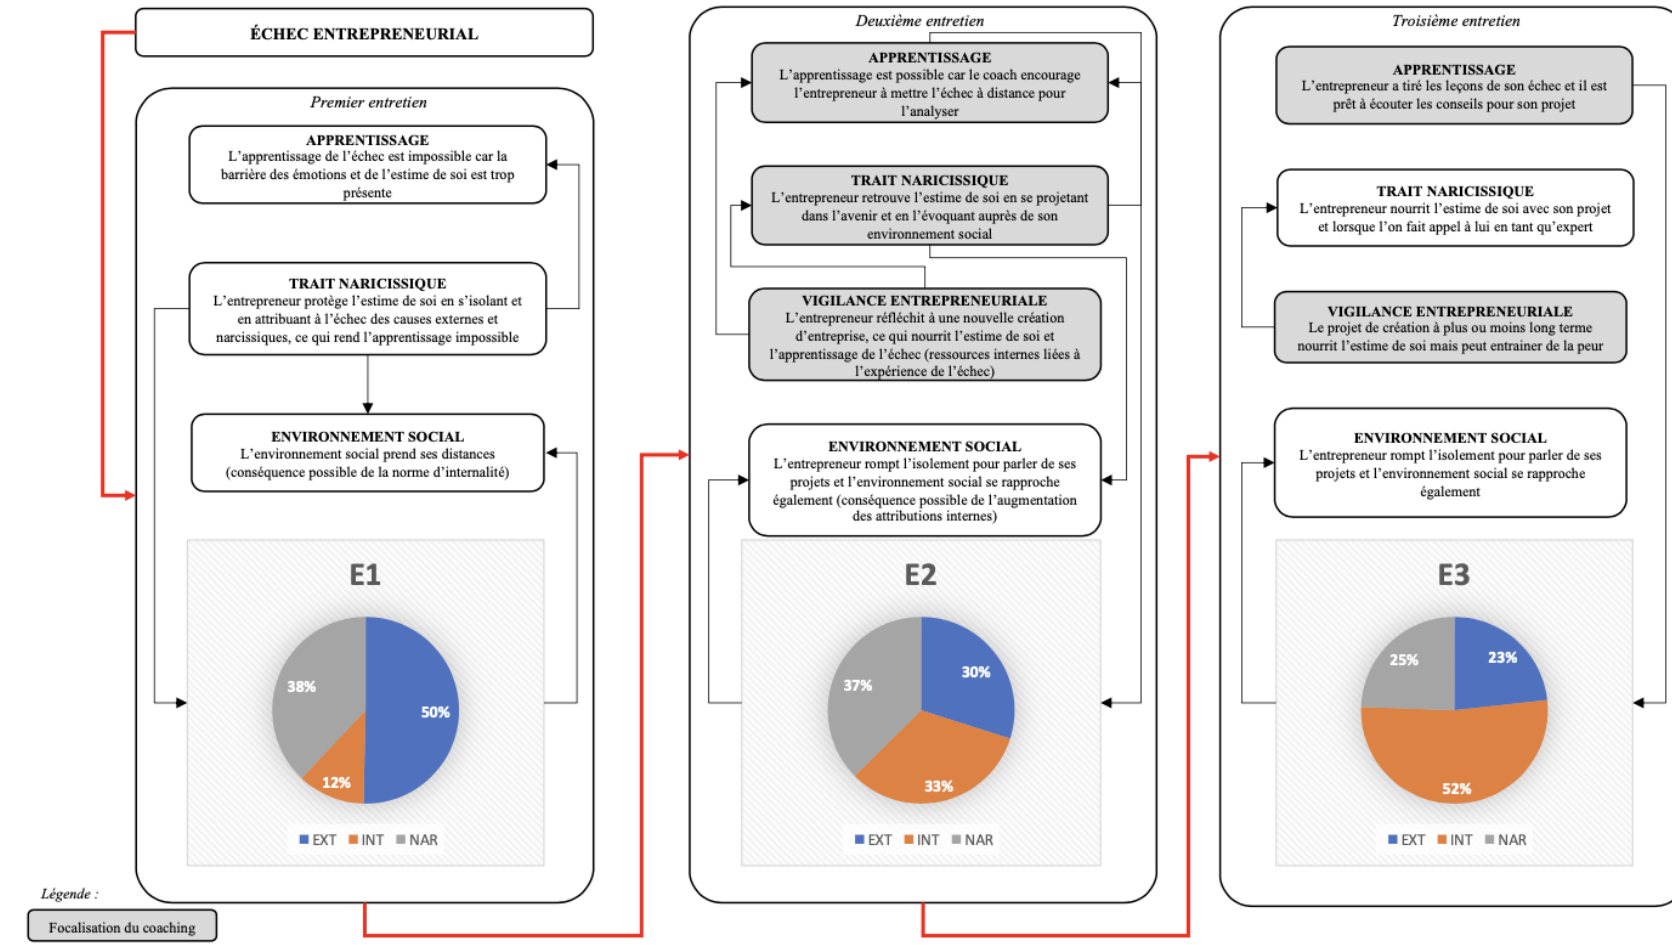 ÉCHEC ENTREPRENEURIAL
Premier entretien
APPRENTISSAGE
L'apprentissage de l'échec est impossible car la
barrière des émotions et de l'estime de soi est trop
présente
TRAIT NARICISSIQUE
L'entrepreneur protège l'estime de soi en s'isolant et
en attribuant à l'échec des causes externes et
narcissiques, ce qui rend l'apprentissage impossible
ENVIRONNEMENT SOCIAL
L'environnement social prend ses distances
(conséquence possible de la norme d'internalité)
E1
38%
50%
12%
EXT INT NAR
Légende :
Focalisation du coaching
Deuxième entretien
APPRENTISSAGE
L'apprentissage est possible car le coach encourage
l'entrepreneur à mettre l'échec à distance pour
l'analyser
TRAIT NARICISSIQUE
L'entrepreneur retrouve l'estime de soi en se projetant
dans l'avenir et en l'évoquant auprès de son
environnement social
VIGILANCE ENTREPRENEURIALE
L'entrepreneur réfléchit à une nouvelle création
d'entreprise, ce qui nourrit l'estime de soi et
l'apprentissage de l'échec (ressources internes liées à
l'expérience de l'échec)
ENVIRONNEMENT SOCIAL
L'entrepreneur rompt l'isolement pour parler de ses
projets et l'environnement social se rapproche
également (conséquence possible de l'augmentation
des attributions internes)
E2
30%
37%
33%
EXT INT NAR
Troisième entretien
APPRENTISSAGE
L'entrepreneur a tiré les leçons de son échec et il est
prêt à écouter les conseils pour son projet
TRAIT NARICISSIQUE
L'entrepreneur nourrit l'estime de soi avec son projet
et lorsque l'on fait appel à lui en tant qu'expert
VIGILANCE ENTREPRENEURIALE
Le projet de création à plus ou moins long terme
nourrit l'estime de soi mais peut entrainer de la peur
ENVIRONNEMENT SOCIAL
L'entrepreneur rompt l'isolement pour parler de ses
projets et l'environnement social se rapproche
également
E3
25%
23%
52%
EXT INT NAR